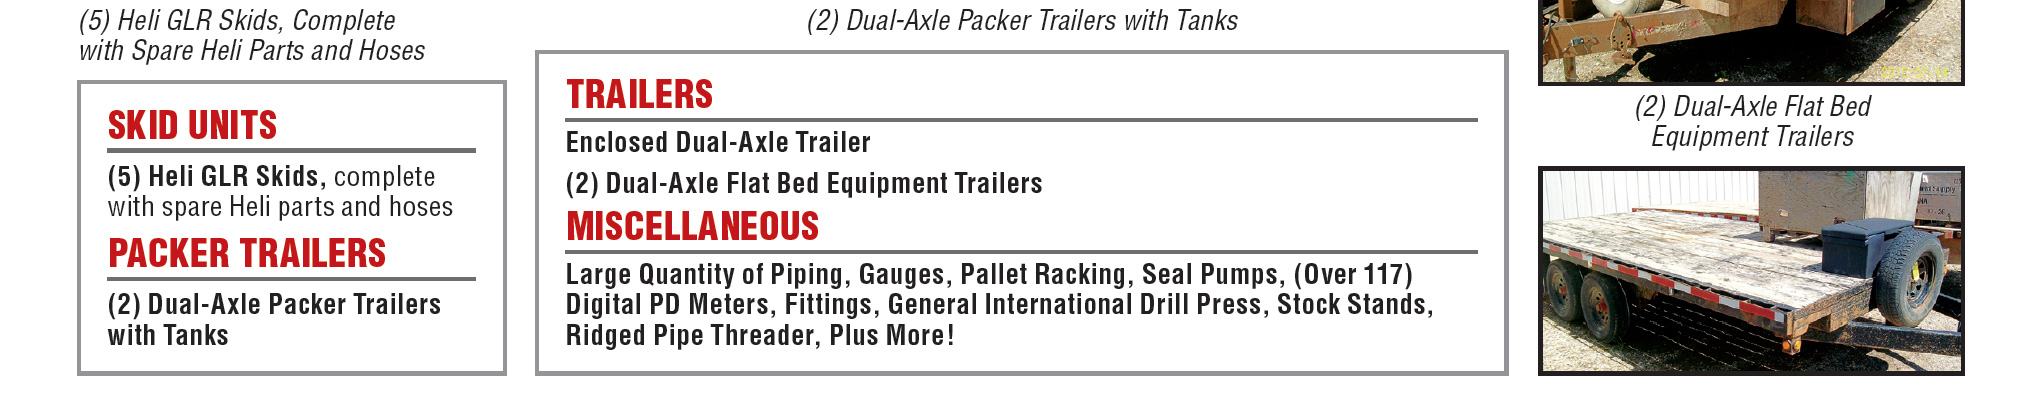 (5) Heli GLR Skids, Complete
with Spare Heli Parts and Hoses
SKID UNITS
(5) Heli GLR Skids, complete
with spare Heli parts and hoses
PACKER TRAILERS
(2) Dual-Axle Packer Trailers
with Tanks
(2) Dual-Axle Packer Trailers with Tanks
TRAILERS
Enclosed Dual-Axle Trailer
(2) Dual-Axle Flat Bed Equipment Trailers
MISCELLANEOUS
Large Quantity of Piping, Gauges, Pallet Racking, Seal Pumps, (Over 117)
Digital PD Meters, Fittings, General International Drill Press, Stock Stands,
Ridged Pipe Threader, Plus More!
(2) Dual-Axle Flat Bed
Equipment Trailers